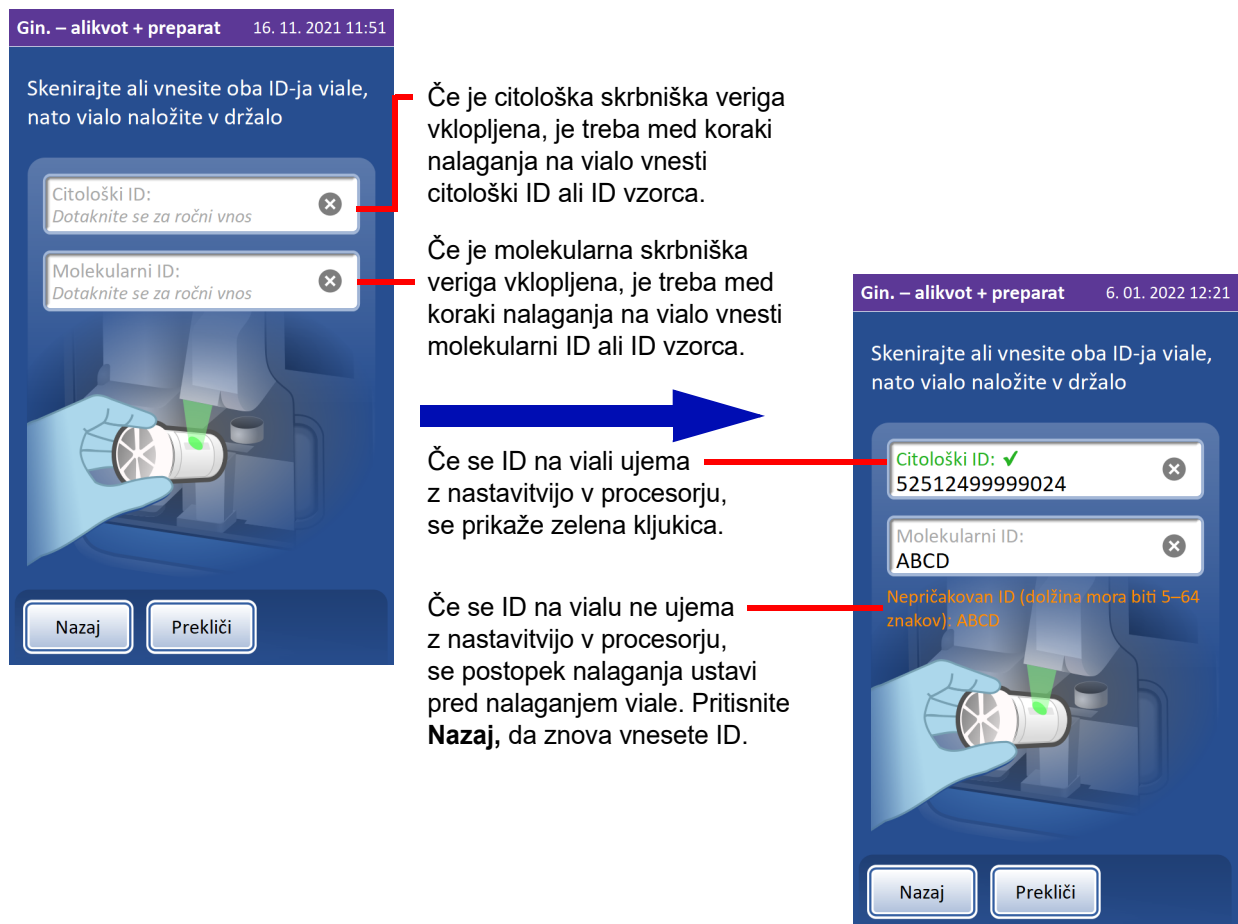 Gin. – alikvot + preparat 16. 11. 2021 11:51
Skenirajte ali vnesite oba ID-ja viale,
nato vialo naložite v držalo
Citološki ID:
Dotaknite se za ročni vnos
Molekularni ID:
Dotaknite se za ročni vnos
Nazaj
Prekliči
Če je citološka skrbniška veriga
vklopljena, je treba med koraki
nalaganja na vialo vnesti
citološki ID ali ID vzorca.
Če je molekularna skrbniška
veriga vklopljena, je treba med
koraki nalaganja na vialo vnesti
molekularni ID ali ID vzorca.
Če se ID na viali ujema
z nastavitvijo v procesorju,
se prikaže zelena kljukica.
Če se ID na vialu ne ujema
z nastavitvijo v procesorju,
se postopek nalaganja ustavi
pred nalaganjem viale. Pritisnite
Nazaj, da znova vnesete ID.
Gin. – alikvot + preparat 6. 01. 2022 12:21
Skenirajte ali vnesite oba ID-ja viale,
nato vialo naložite v držalo
Citološki ID: ✓
52512499999024
Molekularni ID:
ABCD
Nepričakovan ID (dolžina mora biti 5–64
znakov): ABCD
Nazaj
Prekliči